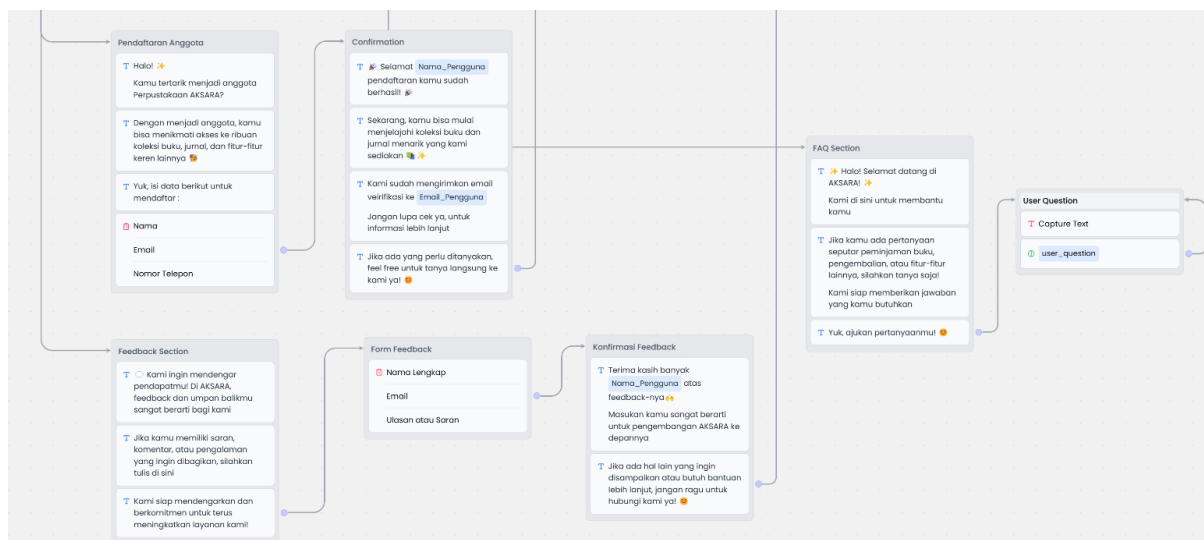 Pendaftaran Anggota
Halo! ✨
Kamu tertarik menjadi anggota
Perpustakaan AKSARA?
Dengan menjadi anggota, kamu
bisa menikmati akses ke ribuan
koleksi buku, jurnal, dan fitur-fitur
keren lainnya
Yuk, isi data berikut untuk
mendaftar :
Nama
Email
Nomor Telepon
Confirmation
🎉 Selamat Nama_Pengguna
pendaftaran kamu sudah
berhasil! 🎉
Sekarang, kamu bisa mulai
menjelajahi koleksi buku dan
jurnal menarik yang kami
sediakan 📚 ✨
Kami sudah mengirimkan email
veirifikasi ke Email_Pengguna
Jangan lupa cek ya, untuk
informasi lebih lanjut
Jika ada yang perlu ditanyakan,
feel free untuk tanya langsung ke
kami ya! 😊
FAQ Section
✨ Halo! Selamat datang di
AKSARA! ✨
Kami di sini untuk membantu
kamu
Jika kamu ada pertanyaan
seputar peminjaman buku,
pengembalian, atau fitur-fitur
lainnya, silahkan tanya saja!
Kami siap memberikan jawaban
yang kamu butuhkan
Yuk, ajukan pertanyaanmu! 😊
User Question
Capture Text
user_question
Feedback Section
💬 Kami ingin mendengar
pendapatmu! Di AKSARA,
feedback dan umpan balikmu
sangat berarti bagi kami
Jika kamu memiliki saran,
komentar, atau pengalaman
yang ingin dibagikan, silahkan
tulis di sini
Kami siap mendengarkan dan
berkomitmen untuk terus
meningkatkan layanan kami!
Form Feedback
Nama Lengkap
Email
Ulasan atau Saran
Konfirmasi Feedback
Terima kasih banyak
Nama_Pengguna atas
feedback-nya🙌
Masukan kamu sangat berarti
untuk pengembangan AKSARA ke
depannya
Jika ada hal lain yang ingin
disampaikan atau butuh bantuan
lebih lanjut, jangan ragu untuk
hubungi kami ya! 😊